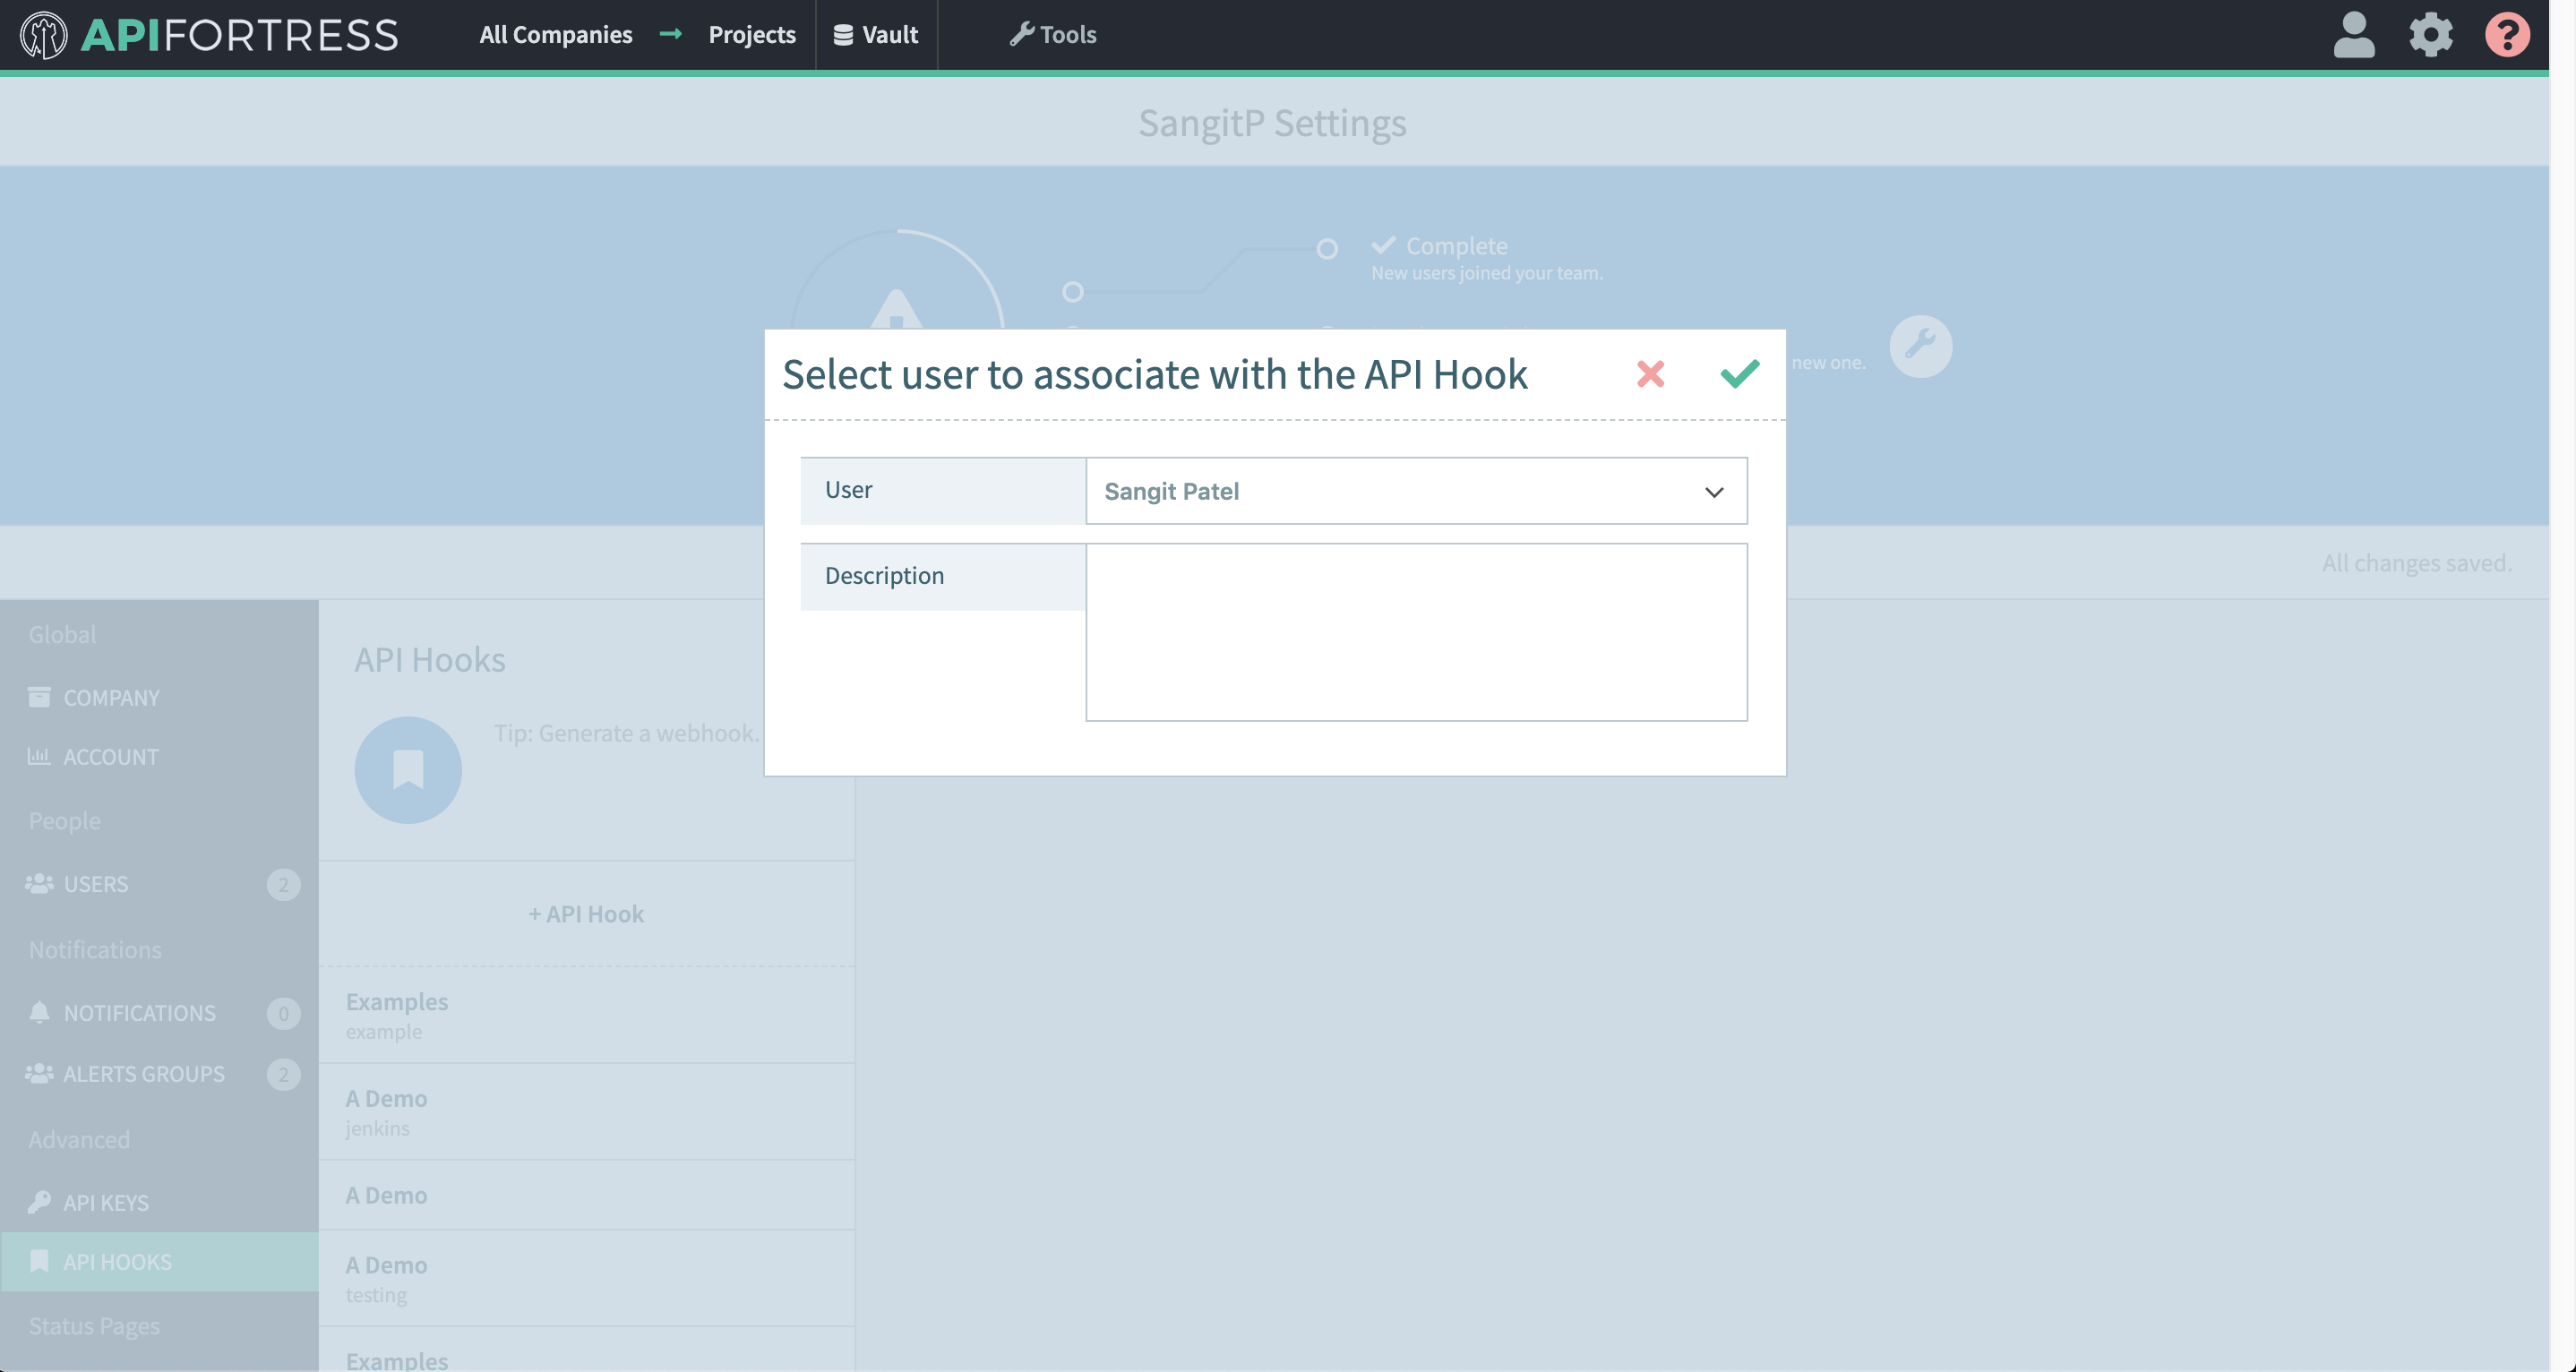 APIFORTRESS
All Companies → Projects
Vault
Tools
?
SangitP Settings
Complete
New users joined your team.
new one.
Select user to associate with the API Hook
User
Sangit Patel
Description
All changes saved.
Global
COMPANY
ACCOUNT
People
USERS 2
Notifications
NOTIFICATIONS 0
ALERTS GROUPS 2
Advanced
API KEYS
API HOOKS
Status Pages
API Hooks
Tip: Generate a webhook.
+ API Hook
Examples
example
A Demo
jenkins
A Demo
A Demo
testing
Examples